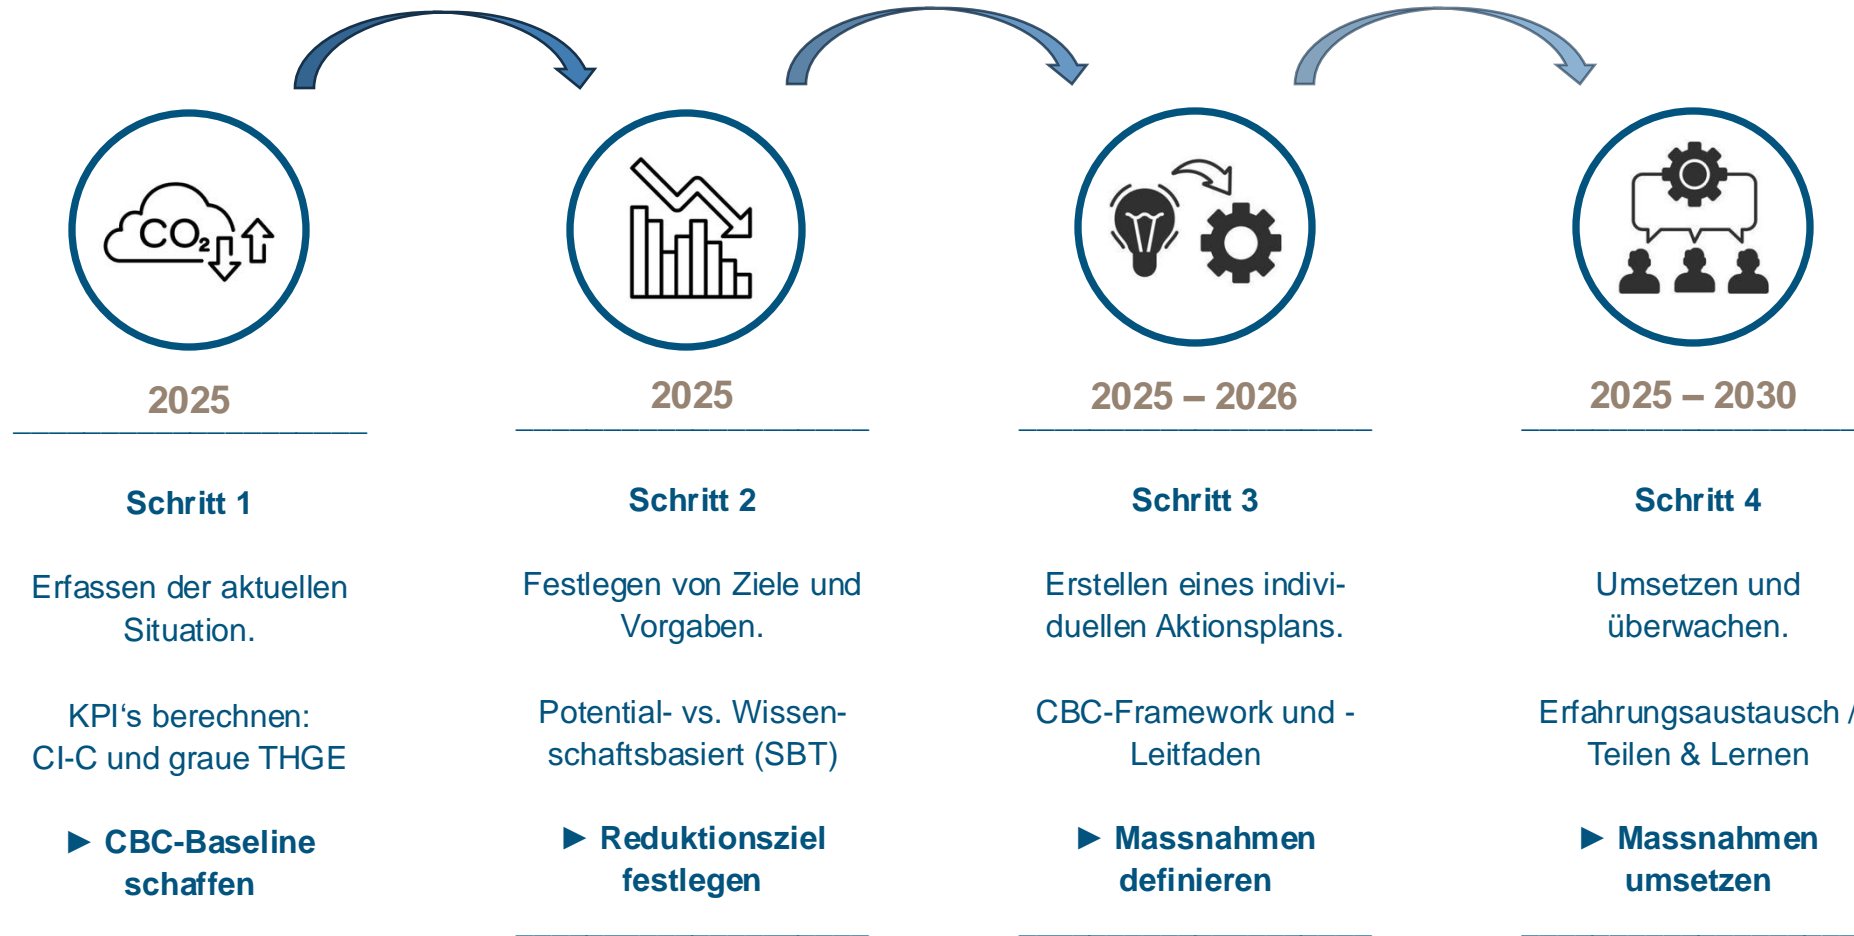 CO₂
2025
Schritt 1
Erfassen der aktuellen
Situation.
KPI‘s berechnen:
CI-C und graue THGE
► CBC-Baseline
schaffen
2025
Schritt 2
Festlegen von Ziele und
Vorgaben.
Potential- vs. Wissen-
schaftsbasiert (SBT)
► Reduktionsziel
festlegen
2025 – 2026
Schritt 3
Erstellen eines indivi-
duellen Aktionsplans.
CBC-Framework und -
Leitfaden
► Massnahmen
definieren
2025 – 2030
Schritt 4
Umsetzen und
überwachen.
Erfahrungsaustausch /
Teilen & Lernen
► Massnahmen
umsetzen